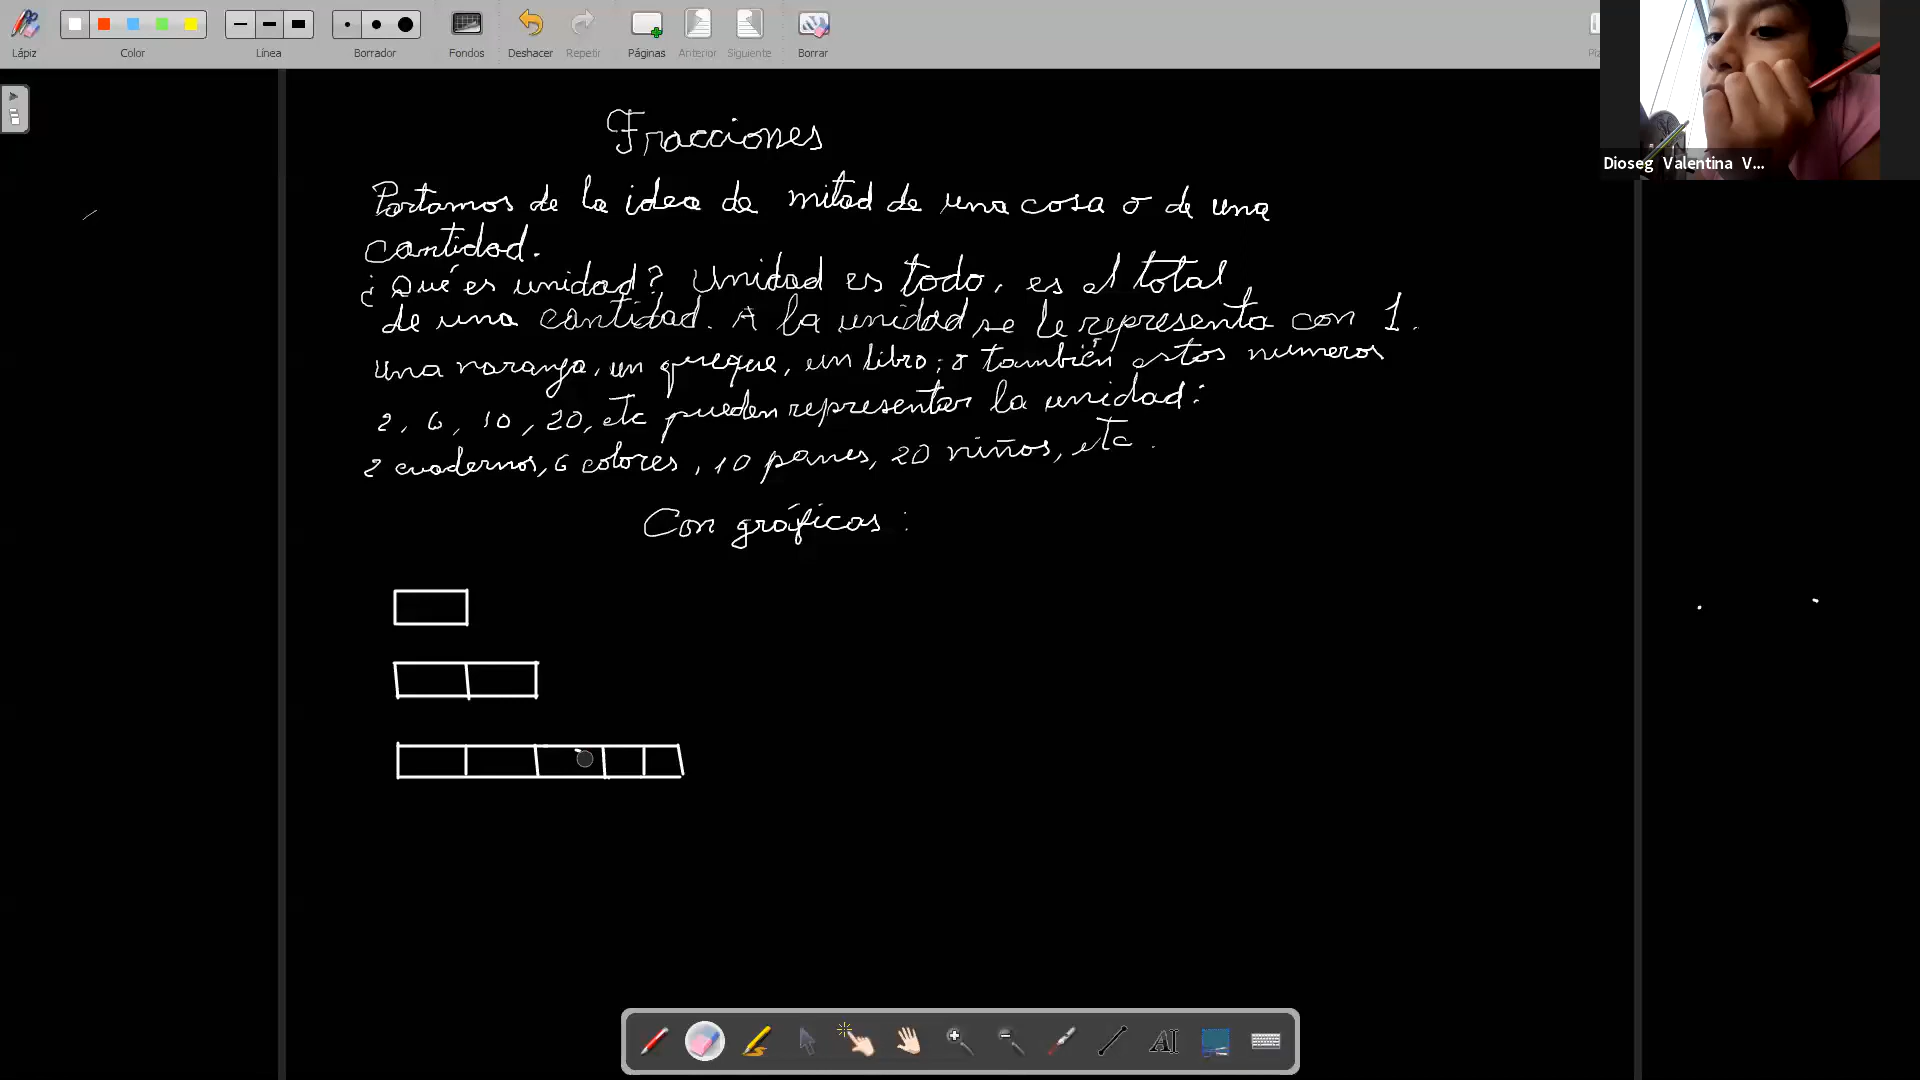 Lápiz
Color
Línea
Borrador
Fondos
Deshacer
Repetir
Páginas
Anterior
Siguiente
Borrar
Dioseg Valentina V...
Fracciones
Partamos de la idea de mitad de una cosa o de una
cantidad.
¿Qué es unidad? Unidad es todo, es el total
de una cantidad. A la unidad se le representa con 1.
una naranja, un queque, un libro; o también estos numeros
2, 6, 10, 20, etc pueden representar la unidad:
2 cuadernos, 6 colores, 10 panes, 20 niños, etc.
Con gráficas: